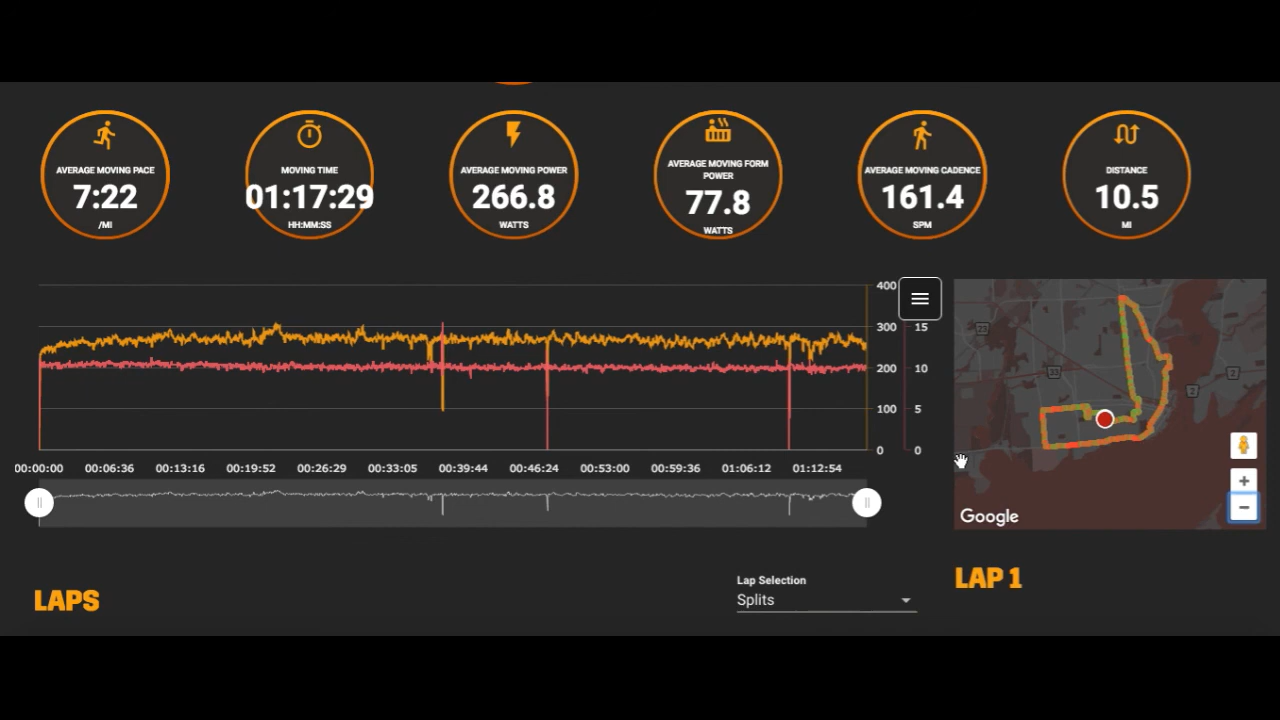 AVERAGE MOVING PACE
7:22
/MI
MOVING TIME
01:17:29
HH:MM:SS
AVERAGE MOVING POWER
266.8
WATTS
AVERAGE MOVING FORM
POWER
77.8
WATTS
AVERAGE MOVING CADENCE
161.4
SPM
DISTANCE
10.5
MI
400
300 15
200 10
100 5
0 0
00:00:00 00:06:36 00:13:16 00:19:52 00:26:29 00:33:05 00:39:44 00:46:24 00:53:00 00:59:36 01:06:12 01:12:54
33
2
2
Google
LAPS
Lap Selection
Splits
LAP 1